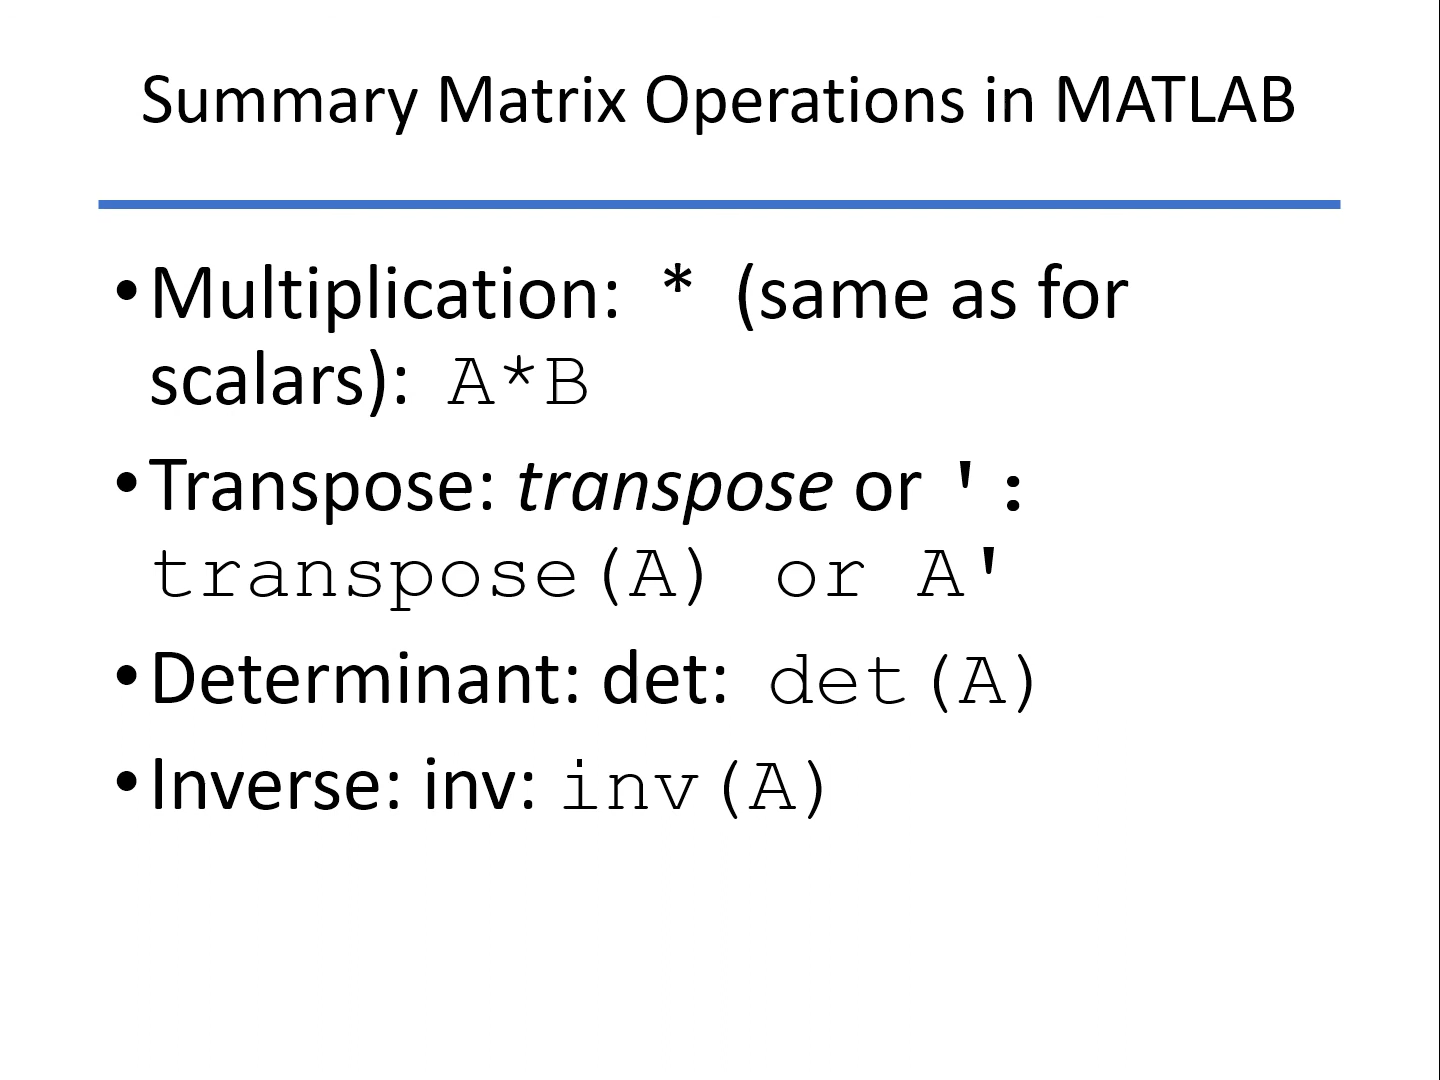 Summary Matrix Operations in MATLAB
•Multiplication: * (same as for
scalars): A*B
•Transpose: transpose or ':
transpose(A) or A'
•Determinant: det: det(A)
•Inverse: inv: inv(A)